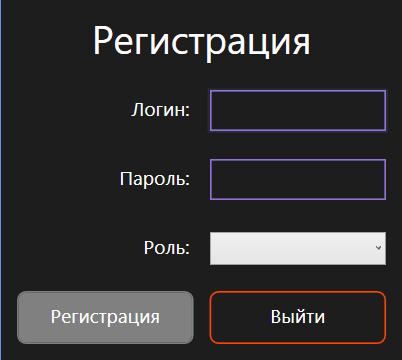 Регистрация
Логин:
Пароль:
Роль:
Регистрация Выйти